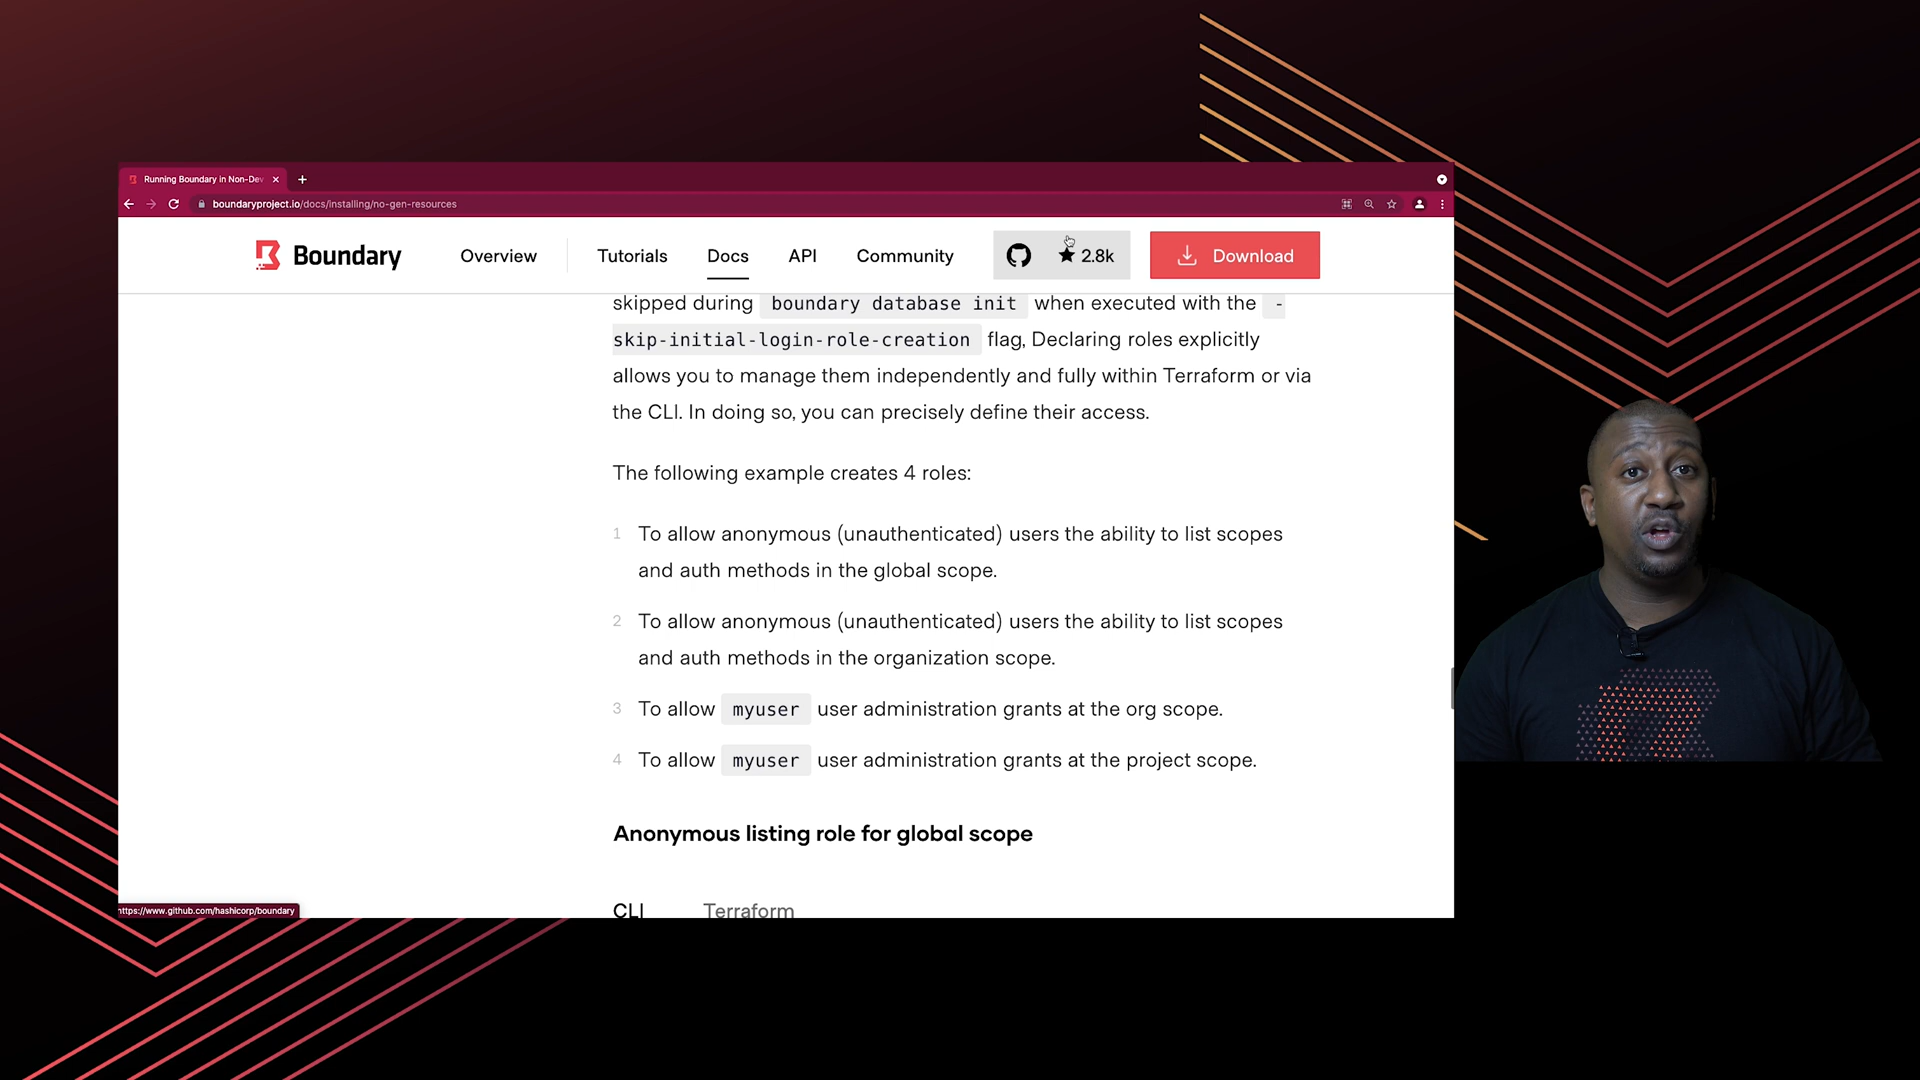 Running Boundary in Non-Dev
boundaryproject.io/docs/installing/no-gen-resources
Boundary
Overview
Tutorials
Docs
API
Community
2.8k
Download
skipped during boundary database init when executed with the -
skip-initial-login-role-creation flag, Declaring roles explicitly
allows you to manage them independently and fully within Terraform or via
the CLI. In doing so, you can precisely define their access.
The following example creates 4 roles:
1 To allow anonymous (unauthenticated) users the ability to list scopes
and auth methods in the global scope.
2 To allow anonymous (unauthenticated) users the ability to list scopes
and auth methods in the organization scope.
3 To allow myuser user administration grants at the org scope.
4 To allow myuser user administration grants at the project scope.
Anonymous listing role for global scope
CLI
Terraform
https://www.github.com/hashicorp/boundary